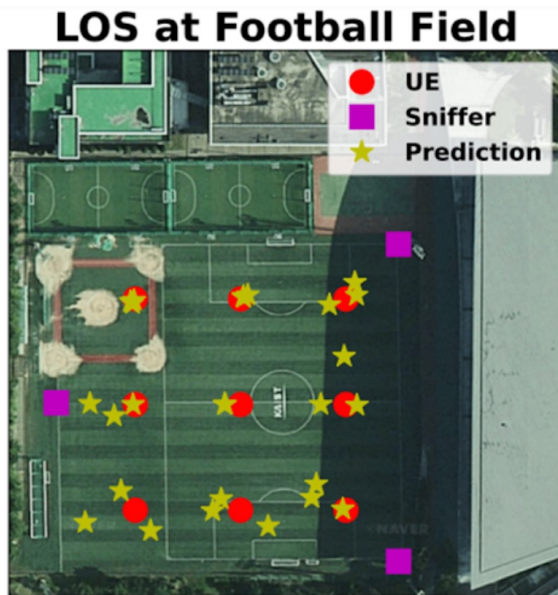 LOS at Football Field
UE
Sniffer
Prediction
KAIST
©NAVER